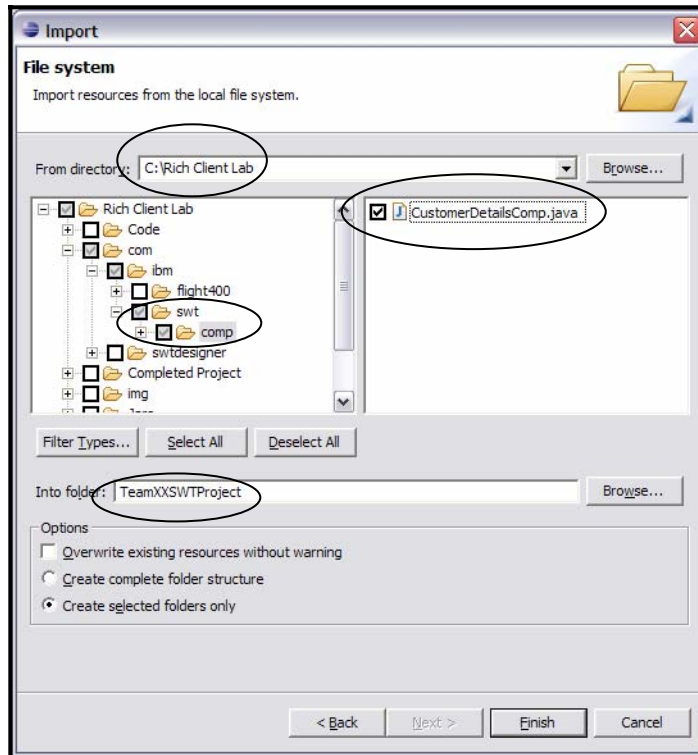 Import
File system
Import resources from the local file system.
From directory: C:\Rich Client Lab
Browse...
Rich Client Lab
Code
com
ibm
flight400
swt
comp
swtdesigner
Completed Project
img
CustomerDetailsComp.java
Filter Types...
Select All
Deselect All
Into folder: TeamXXSWTProject
Browse...
Options
Overwrite existing resources without warning
Create complete folder structure
Create selected folders only
< Back
Next >
Finish
Cancel